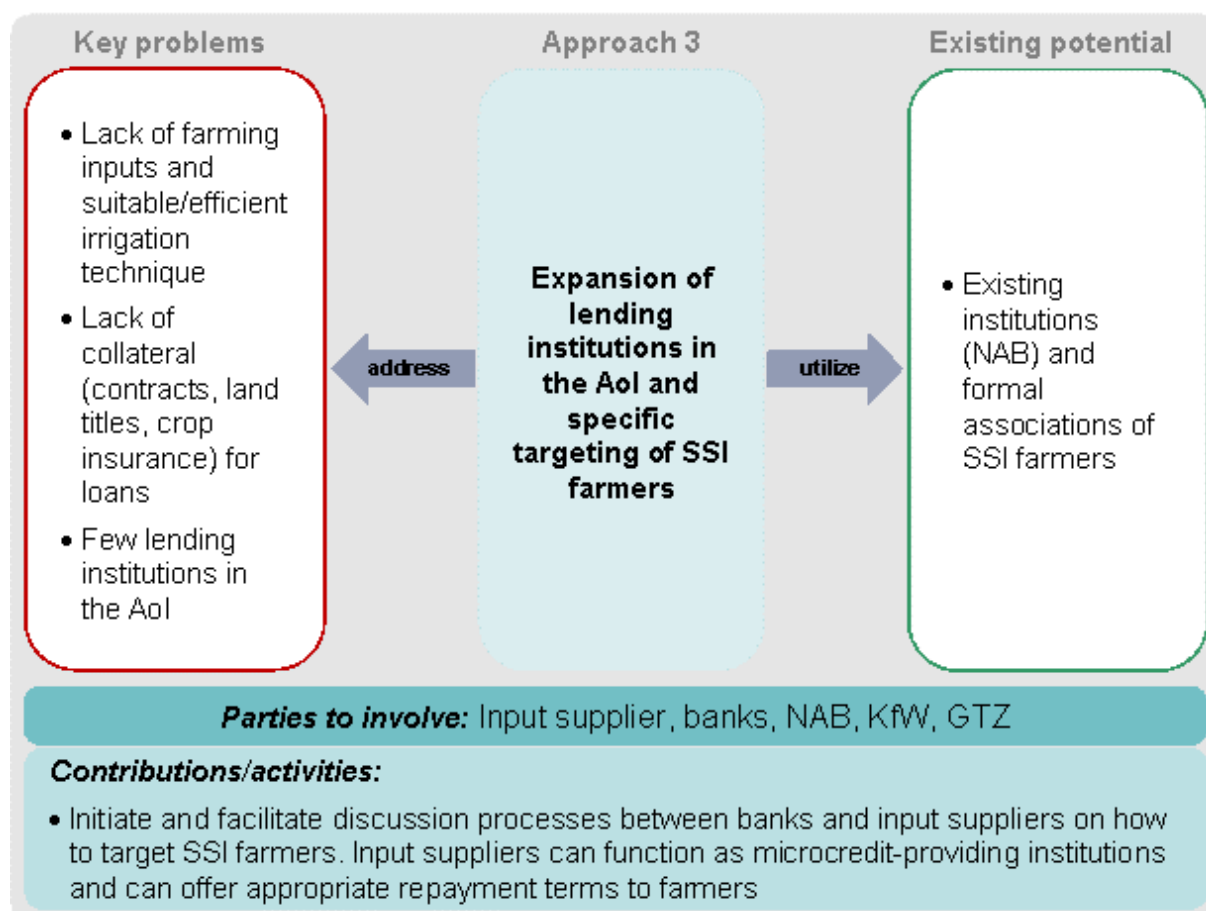 Key problems
Approach 3
Existing potential
• Lack of farming
inputs and
suitable/efficient
irrigation
technique
• Lack of
collateral
(contracts, land
titles, crop
insurance) for
loans
• Few lending
institutions in
the AoI
address
Expansion of
lending
institutions in
the AoI and
specific
targeting of SSI
farmers
utilize
• Existing
institutions
(NAB) and
formal
associations of
SSI farmers
Parties to involve: Input supplier, banks, NAB, KfW, GTZ
Contributions/activities:
• Initiate and facilitate discussion processes between banks and input suppliers on how
to target SSI farmers. Input suppliers can function as microcredit-providing institutions
and can offer appropriate repayment terms to farmers